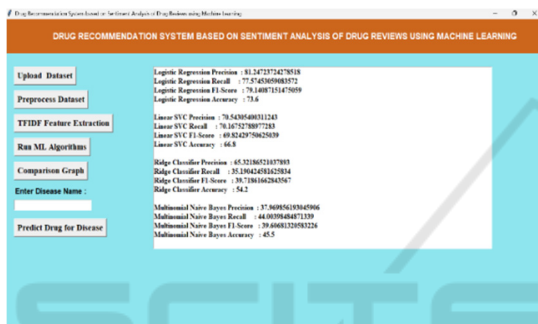 Drug Recommendation System based on Sentiment Analysis of Drug Reviews using Machine Learning
DRUG RECOMMENDATION SYSTEM BASED ON SENTIMENT ANALYSIS OF DRUG REVIEWS USING MACHINE LEARNING
Upload Dataset
Preprocess Dataset
TFIDF Feature Extraction
Run ML Algorithms
Comparison Graph
Enter Disease Name :
Predict Drug for Disease
Logistic Regression Precision : 81.24723724278518
Logistic Regression Recall : 77.57453059083572
Logistic Regression F1-Score : 79.14087151475059
Logistic Regression Accuracy : 73.6
Linear SVC Precision : 70.54305400311243
Linear SVC Recall : 70.16752788977283
Linear SVC F1-Score : 69.82429750625039
Linear SVC Accuracy : 66.8
Ridge Classifier Precision : 65.32186521037893
Ridge Classifier Recall : 35.190424581625834
Ridge Classifier F1-Score : 39.71861662843567
Ridge Classifier Accuracy : 54.2
Multinomial Naive Bayes Precision : 37.969856193045906
Multinomial Naive Bayes Recall : 44.00398484871339
Multinomial Naive Bayes F1-Score : 39.60681320583226
Multinomial Naive Bayes Accuracy : 45.5